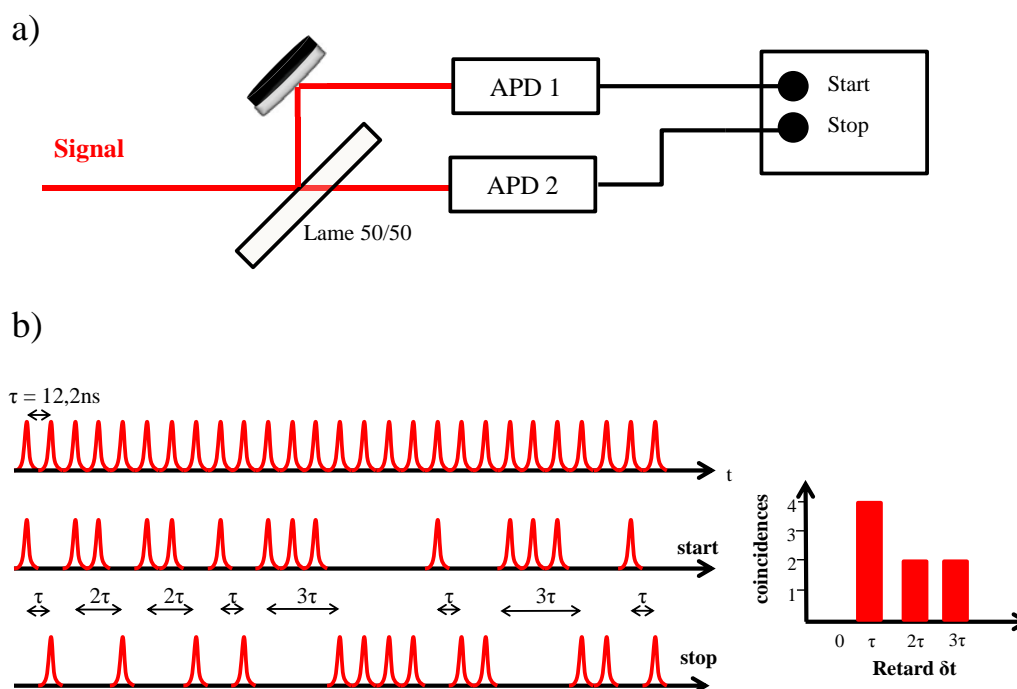 a)
APD 1
Start
Stop
Signal
APD 2
Lame 50/50
b)
τ = 12,2ns
t
start
τ 2τ 2τ τ 3τ τ 3τ τ
stop
coincidences
4
3
2
1
0 τ 2τ 3τ
Retard δt